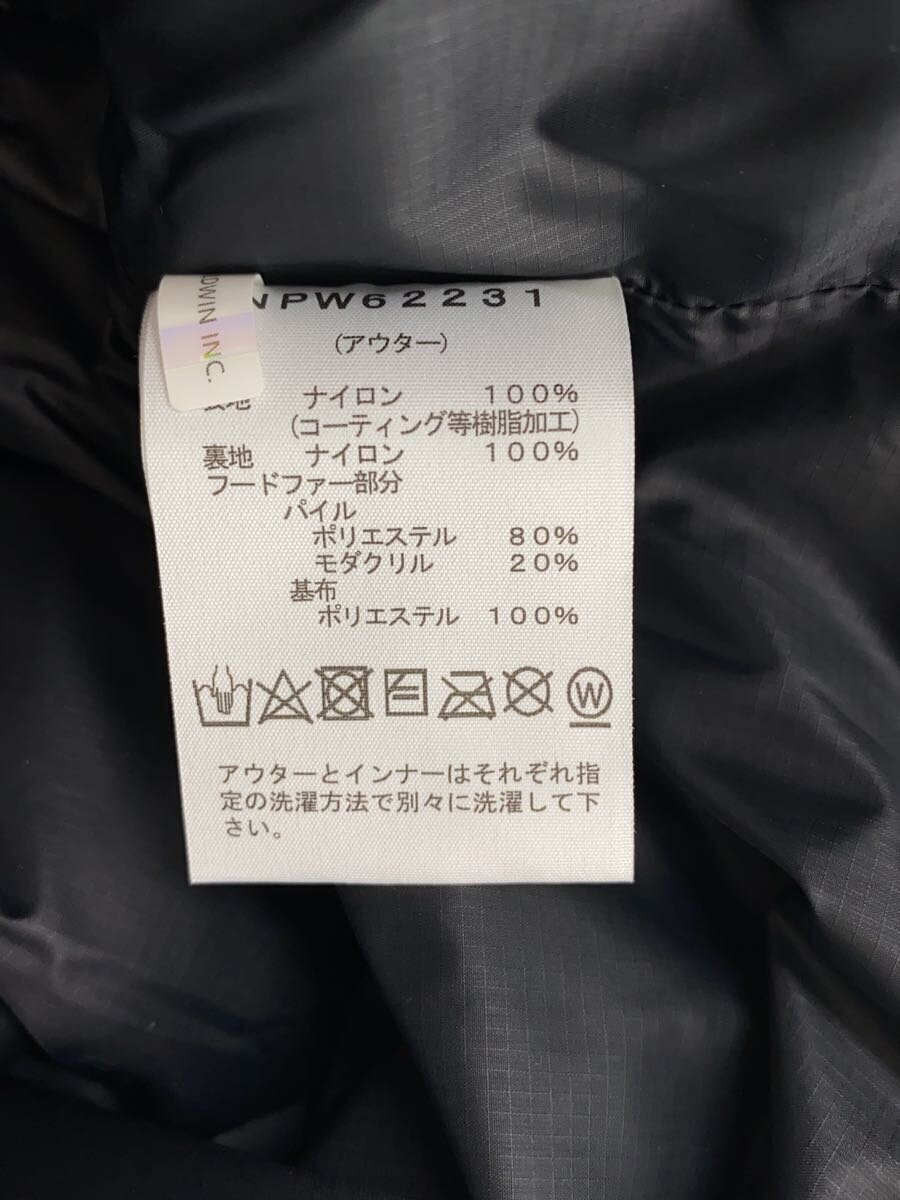 NPW62231
(アウター)
DWIN INC.
地 ナイロン 100%
(コーティング等樹脂加工)
裏地 ナイロン 100%
フードファー部分
パイル
ポリエステル 80%
モダクリル 20%
基布
ポリエステル 100%
W
アウターとインナーはそれぞれ指
定の洗濯方法で別々に洗濯して下
さい。